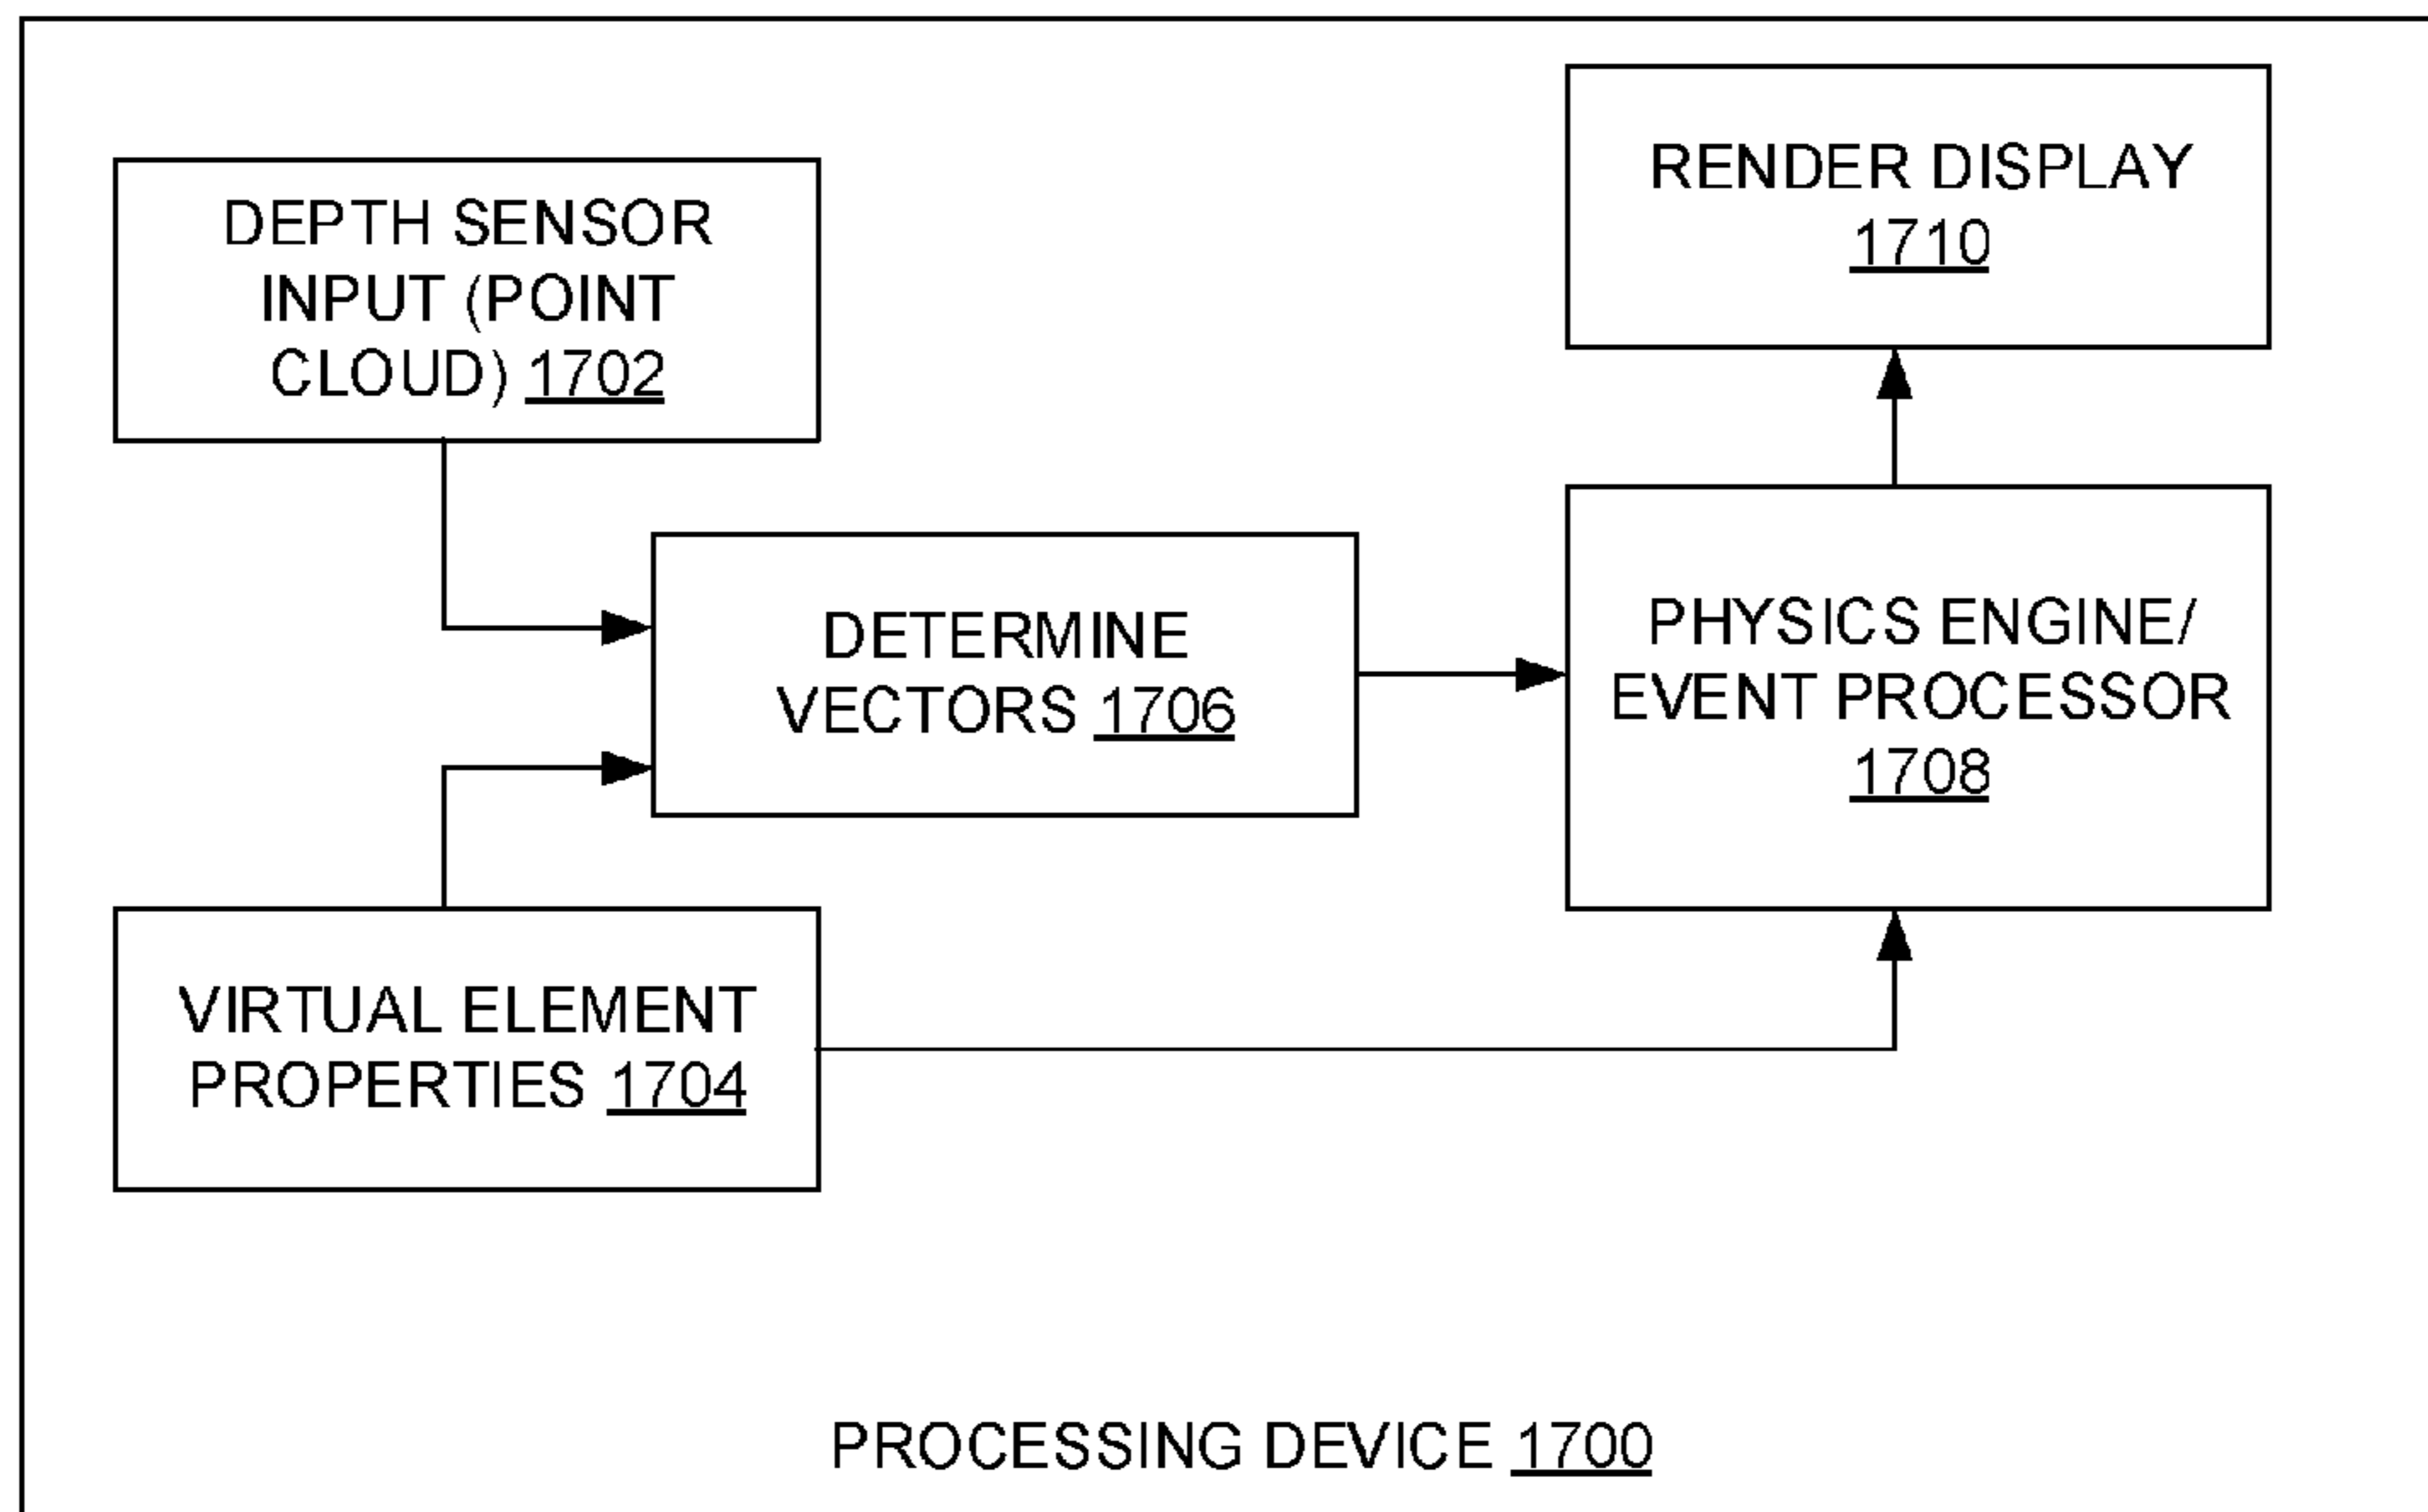 DEPTH SENSOR
INPUT (POINT
CLOUD) 1702
RENDER DISPLAY
1710
DETERMINE
VECTORS 1706
PHYSICS ENGINE/
EVENT PROCESSOR
1708
VIRTUAL ELEMENT
PROPERTIES 1704
PROCESSING DEVICE 1700